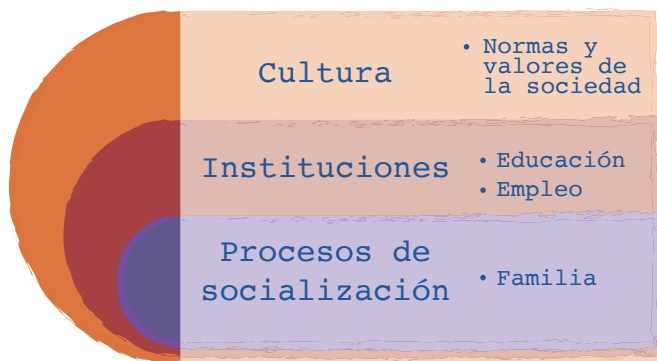 Cultura
• Normas y
valores de
la sociedad
Instituciones
• Educación
• Empleo
Procesos de
socialización
• Familia